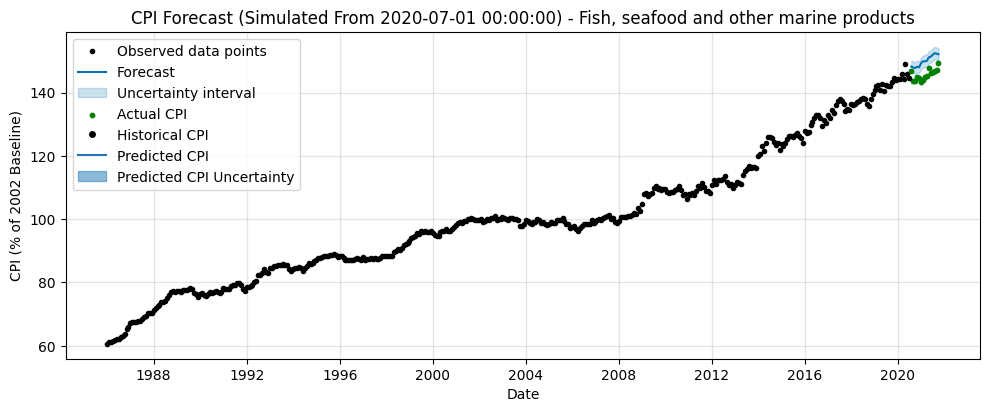 CPI Forecast (Simulated From 2020-07-01 00:00:00) - Fish, seafood and other marine products
Observed data points
Forecast
Uncertainty interval
Actual CPI
Historical CPI
Predicted CPI
Predicted CPI Uncertainty
CPI (% of 2002 Baseline)
140
120
100
80
60
1988 1992 1996 2000 2004 2008 2012 2016 2020
Date